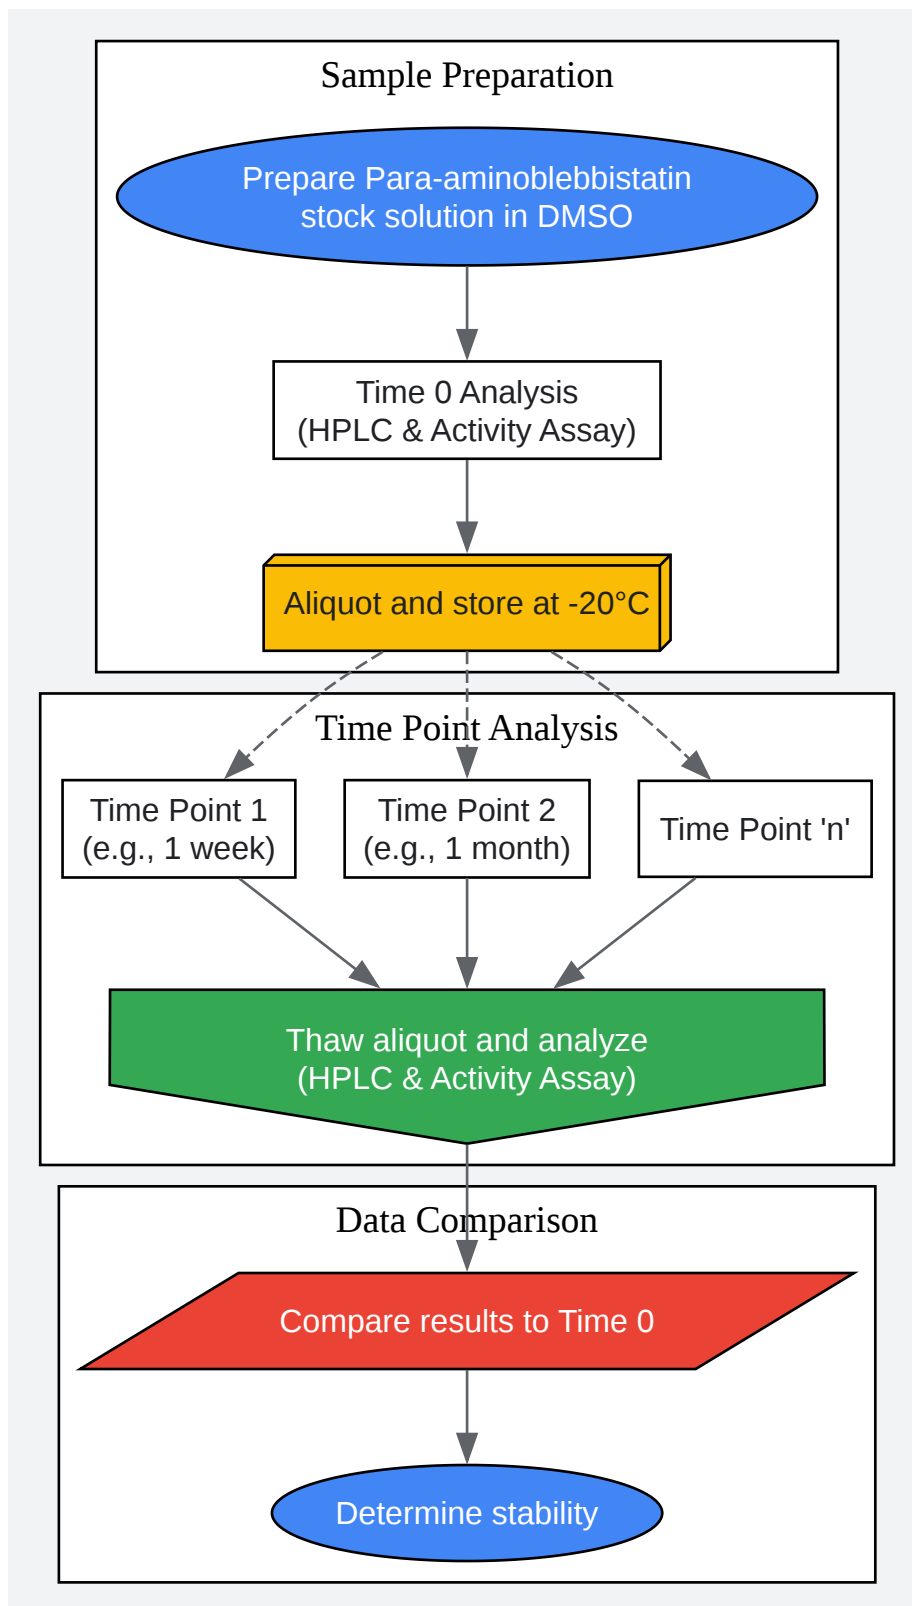 Sample Preparation
Prepare Para-aminoblebbistatin
stock solution in DMSO
Time 0 Analysis
(HPLC & Activity Assay)
Aliquot and store at -20°C
Time Point Analysis
Time Point 1
(e.g., 1 week)
Time Point 2
(e.g., 1 month)
Time Point 'n'
Thaw aliquot and analyze
(HPLC & Activity Assay)
Data Comparison
Compare results to Time 0
Determine stability